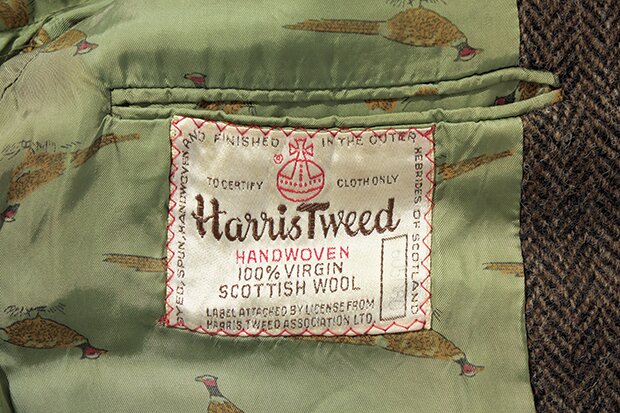 DYED, SPUN, HANDWOVEN AND FINISHED IN THE OUTER HEBRIDES OF SCOTLAND
®
TO CERTIFY CLOTH ONLY
Harris Tweed
HANDWOVEN
100% VIRGIN
SCOTTISH WOOL
LABEL ATTACHED BY LICENSE FROM
HARRIS TWEED ASSOCIATION LTD.